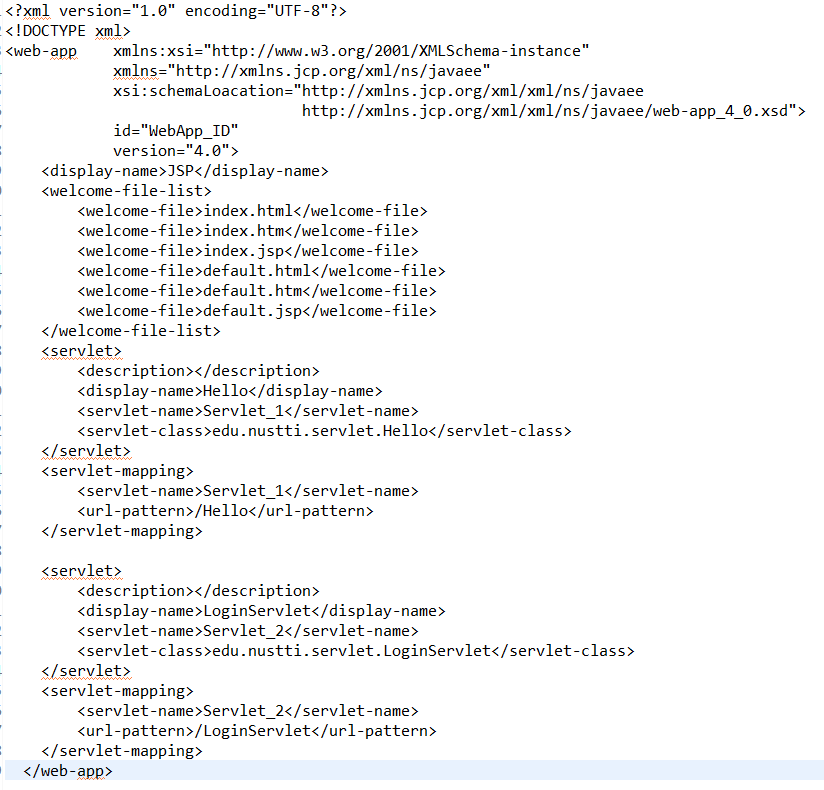 <?xml version="1.0" encoding="UTF-8"?>
<!DOCTYPE xml>
<web-app    xmlns:xsi="http://www.w3.org/2001/XMLSchema-instance"
            xmlns="http://xmlns.jcp.org/xml/ns/javaee"
            xsi:schemaLoacation="http://xmlns.jcp.org/xml/xml/ns/javaee
                                 http://xmlns.jcp.org/xml/xml/ns/javaee/web-app_4_0.xsd">
            id="WebApp_ID"
            version="4.0">
    <display-name>JSP</display-name>
    <welcome-file-list>
        <welcome-file>index.html</welcome-file>
        <welcome-file>index.htm</welcome-file>
        <welcome-file>index.jsp</welcome-file>
        <welcome-file>default.html</welcome-file>
        <welcome-file>default.htm</welcome-file>
        <welcome-file>default.jsp</welcome-file>
    </welcome-file-list>
    <servlet>
        <description></description>
        <display-name>Hello</display-name>
        <servlet-name>Servlet_1</servlet-name>
        <servlet-class>edu.nustti.servlet.Hello</servlet-class>
    </servlet>
    <servlet-mapping>
        <servlet-name>Servlet_1</servlet-name>
        <url-pattern>/Hello</url-pattern>
    </servlet-mapping>

    <servlet>
        <description></description>
        <display-name>LoginServlet</display-name>
        <servlet-name>Servlet_2</servlet-name>
        <servlet-class>edu.nustti.servlet.LoginServlet</servlet-class>
    </servlet>
    <servlet-mapping>
        <servlet-name>Servlet_2</servlet-name>
        <url-pattern>/LoginServlet</url-pattern>
    </servlet-mapping>
  </web-app>